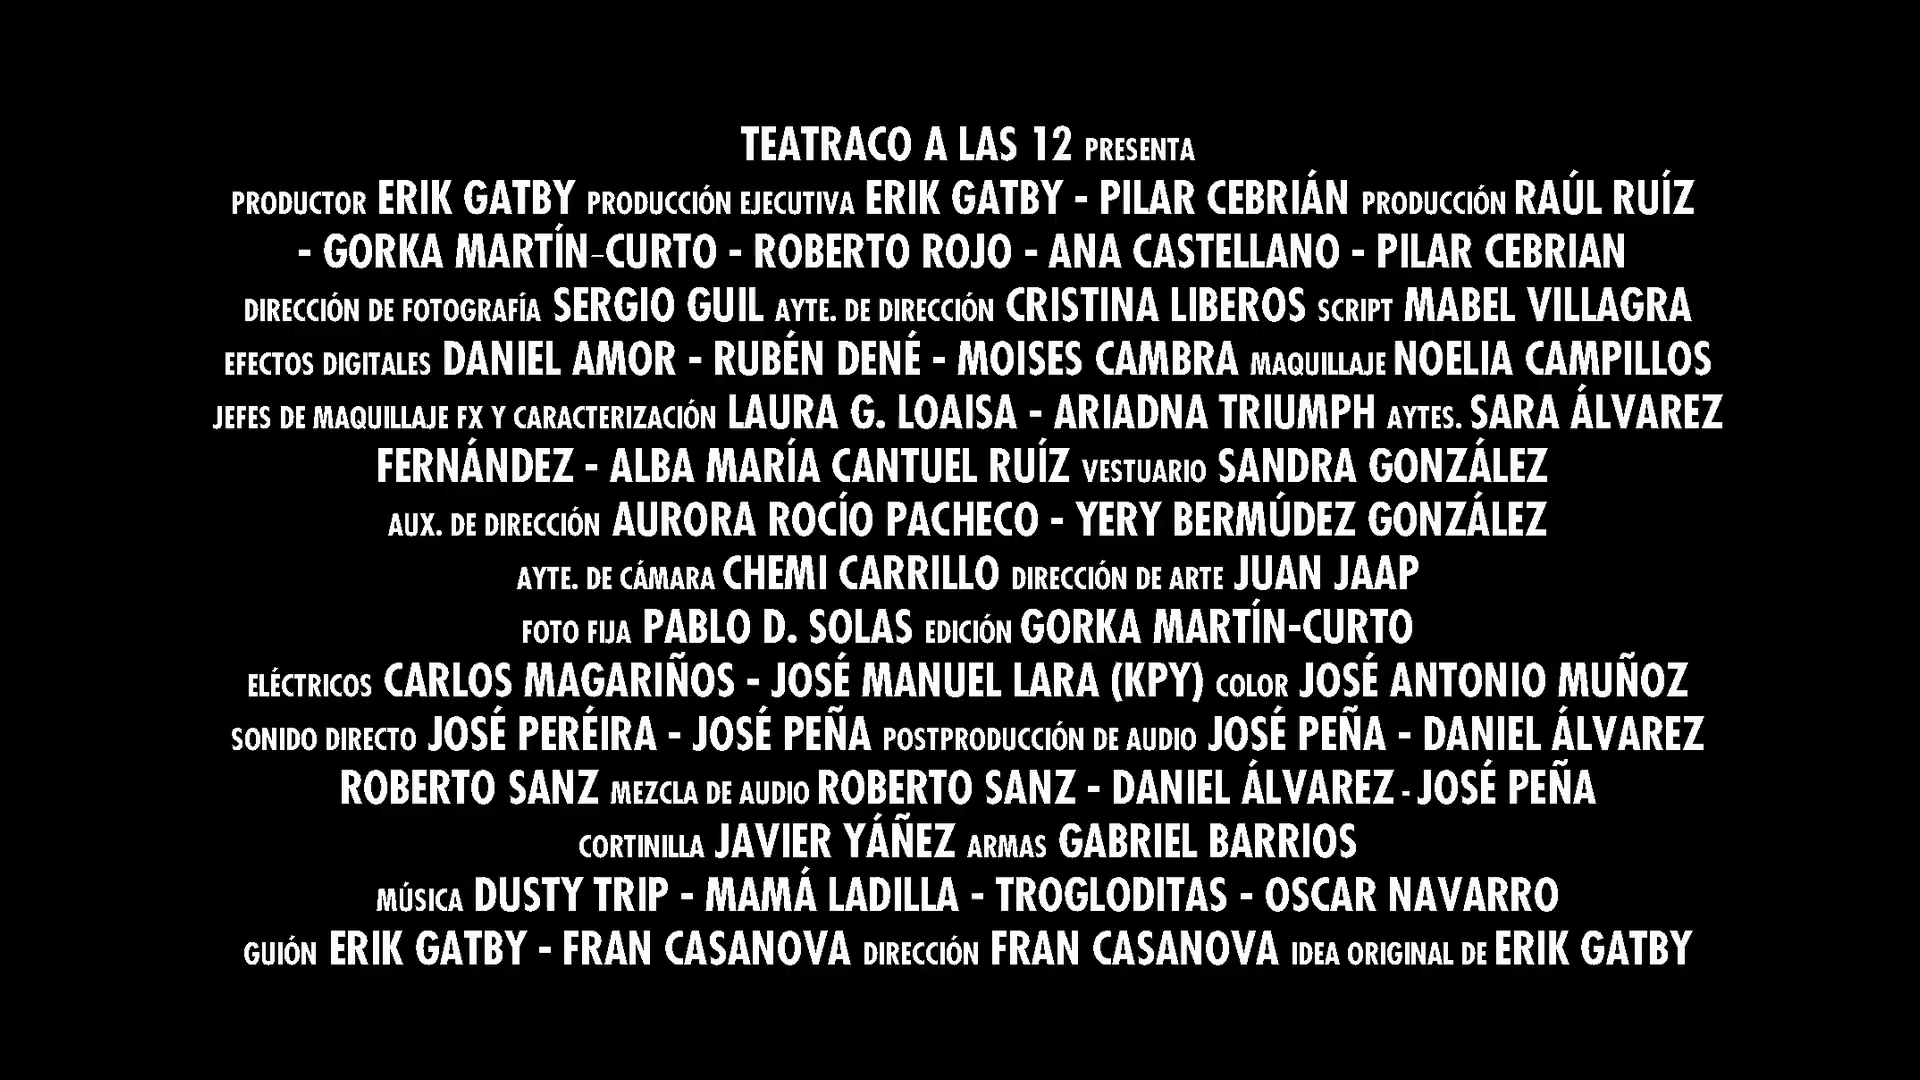 TEATRACO A LAS 12 PRESENTA
PRODUCTOR ERIK GATBY PRODUCCIÓN EJECUTIVA ERIK GATBY - PILAR CEBRIÁN PRODUCCIÓN RAÚL RUÍZ
- GORKA MARTÍN-CURTO - ROBERTO ROJO - ANA CASTELLANO - PILAR CEBRIAN
DIRECCIÓN DE FOTOGRAFÍA SERGIO GUIL AYTE. DE DIRECCIÓN CRISTINA LIBEROS SCRIPT MABEL VILLAGRA
EFECTOS DIGITALES DANIEL AMOR - RUBÉN DENÉ - MOISES CAMBRA MAQUILLAJE NOELIA CAMPILLOS
JEFES DE MAQUILLAJE FX Y CARACTERIZACIÓN LAURA G. LOAISA - ARIADNA TRIUMPH AYTES. SARA ÁLVAREZ
FERNÁNDEZ - ALBA MARÍA CANTUEL RUÍZ VESTUARIO SANDRA GONZÁLEZ
AUX. DE DIRECCIÓN AURORA ROCÍO PACHECO - YERY BERMÚDEZ GONZÁLEZ
AYTE. DE CÁMARA CHEMI CARRILLO DIRECCIÓN DE ARTE JUAN JAAP
FOTO FIJA PABLO D. SOLAS EDICIÓN GORKA MARTÍN-CURTO
ELÉCTRICOS CARLOS MAGARIÑOS - JOSÉ MANUEL LARA (KPY) COLOR JOSÉ ANTONIO MUÑOZ
SONIDO DIRECTO JOSÉ PERÉIRA - JOSÉ PEÑA POSTPRODUCCIÓN DE AUDIO JOSÉ PEÑA - DANIEL ÁLVAREZ
ROBERTO SANZ MEZCLA DE AUDIO ROBERTO SANZ - DANIEL ÁLVAREZ - JOSÉ PEÑA
CORTINILLA JAVIER YÁÑEZ ARMAS GABRIEL BARRIOS
MÚSICA DUSTY TRIP - MAMÁ LADILLA - TROGLODITAS - OSCAR NAVARRO
GUIÓN ERIK GATBY - FRAN CASANOVA DIRECCIÓN FRAN CASANOVA IDEA ORIGINAL DE ERIK GATBY